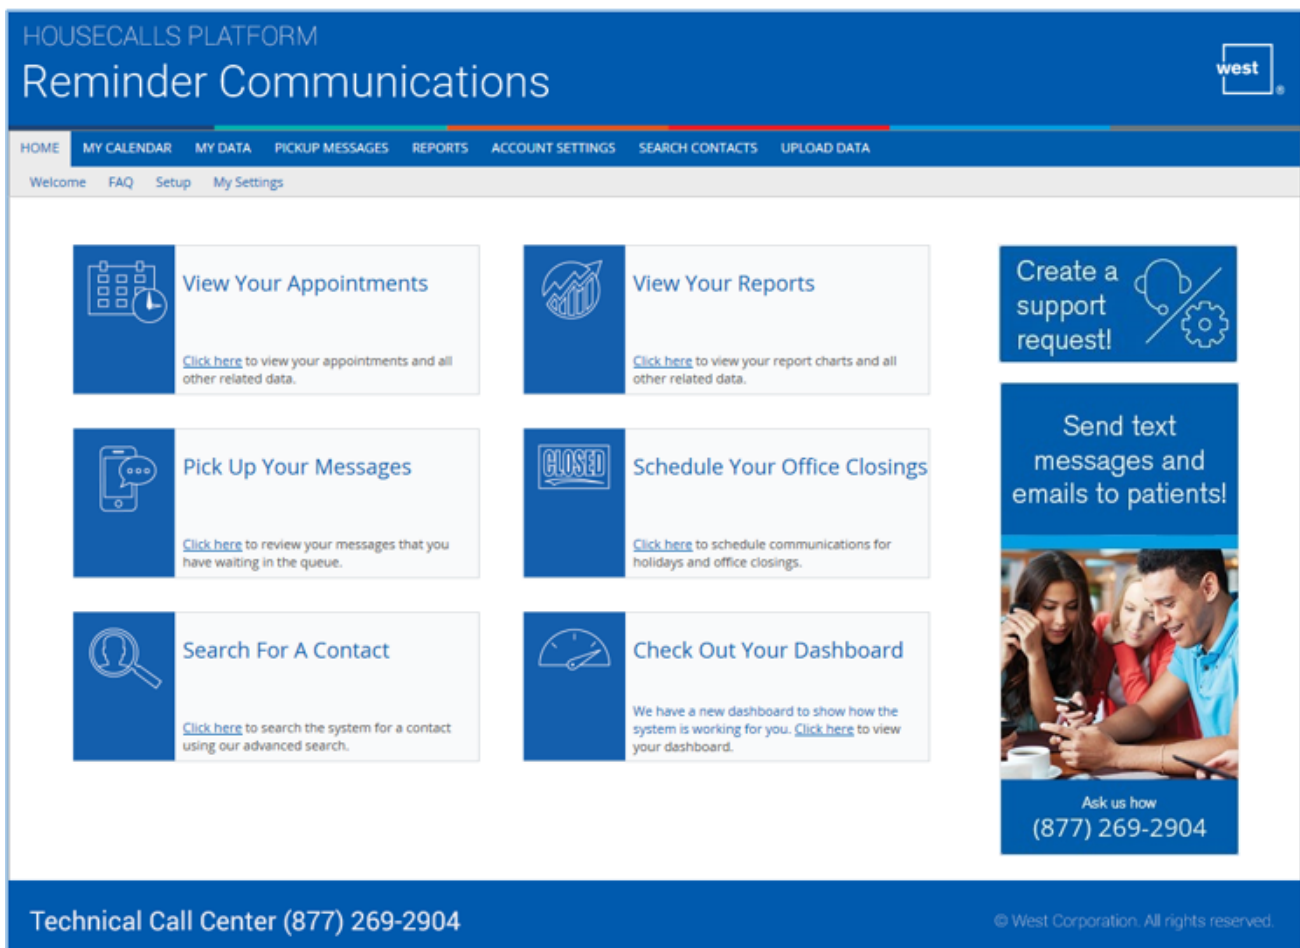 HOUSECALLS PLATFORM
Reminder Communications
west
®
HOME MY CALENDAR MY DATA PICKUP MESSAGES REPORTS ACCOUNT SETTINGS SEARCH CONTACTS UPLOAD DATA
Welcome FAQ Setup My Settings
View Your Appointments
Click here to view your appointments and all
other related data.
View Your Reports
Click here to view your report charts and all
other related data.
Pick Up Your Messages
Click here to review your messages that you
have waiting in the queue.
CLOSED
Schedule Your Office Closings
Click here to schedule communications for
holidays and office closings.
Search For A Contact
Click here to search the system for a contact
using our advanced search.
Check Out Your Dashboard
We have a new dashboard to show how the
system is working for you. Click here to view
your dashboard.
Create a
support
request!
Send text
messages and
emails to patients!
Ask us how
(877) 269-2904
Technical Call Center (877) 269-2904
© West Corporation. All rights reserved.